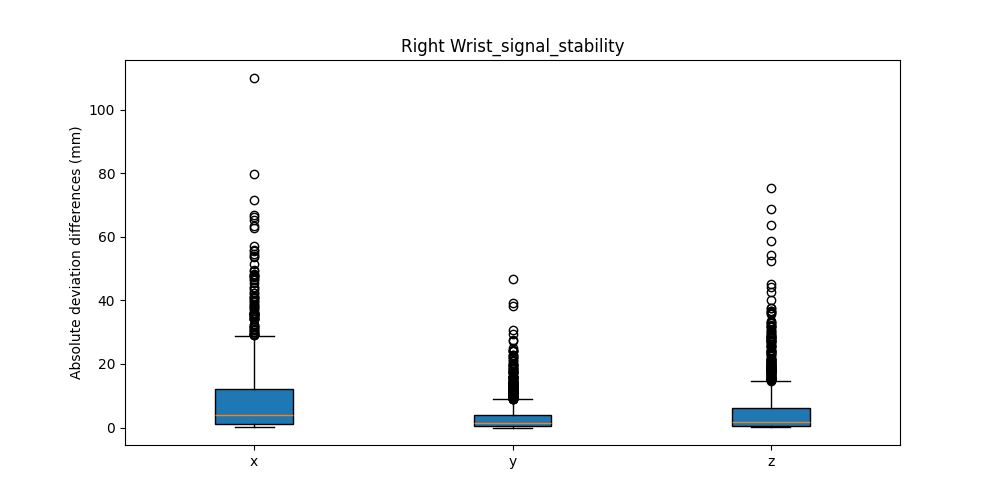 Right Wrist_signal_stability
Absolute deviation differences (mm)
100
80
60
40
20
0
x y z